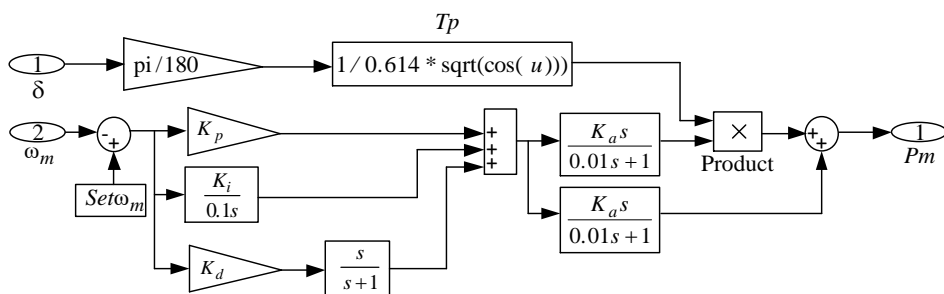 Tp
1
δ
pi/180
1/0.614*sqrt(cos( u)))
2
ω_m
-
+
Setω_m
K_p
K_i
0.1s
K_d
s
s+1
+
+
+
K_a s
0.01s+1
K_a s
0.01s+1
×
Product
+
+
1
Pm